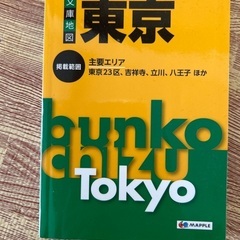 文庫地図
東京
掲載範囲
主要エリア
東京23区、吉祥寺、立川、八王子 ほか
bunko
chizu
Tokyo
MAPPLE